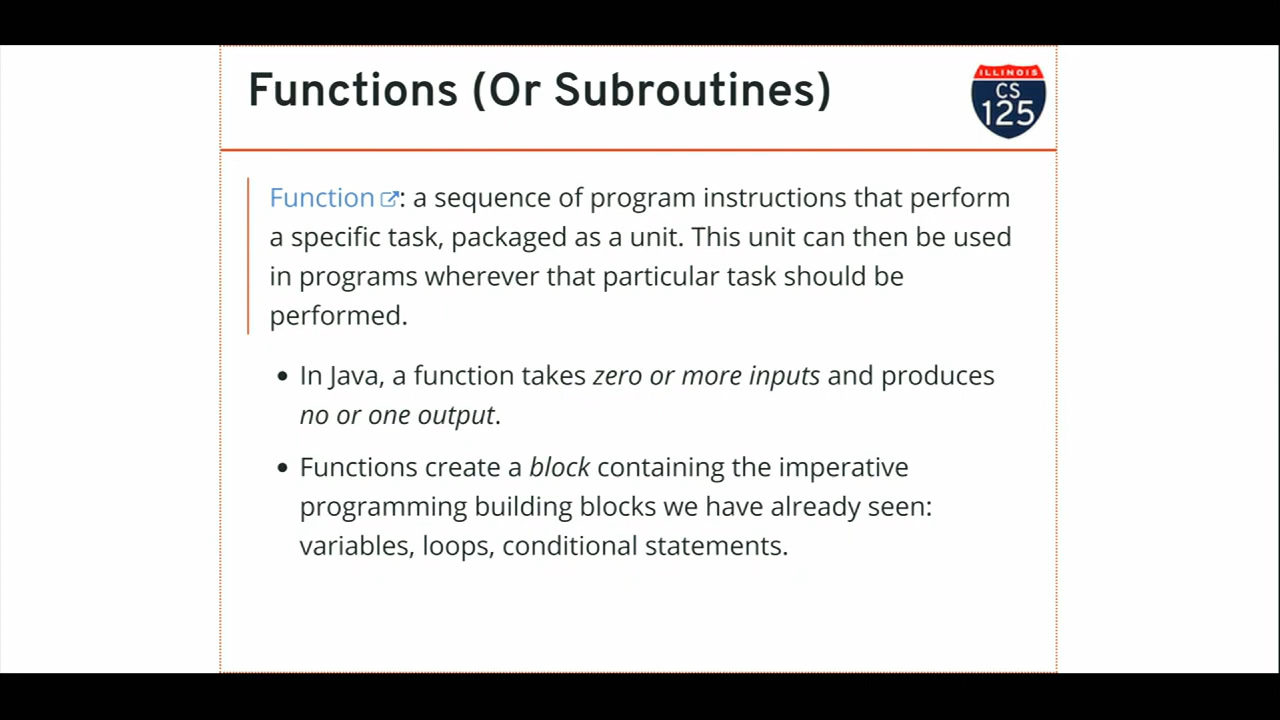 Functions (Or Subroutines)
ILLINOIS
CS
125
Function: a sequence of program instructions that perform
a specific task, packaged as a unit. This unit can then be used
in programs wherever that particular task should be
performed.
• In Java, a function takes zero or more inputs and produces
no or one output.
• Functions create a block containing the imperative
programming building blocks we have already seen:
variables, loops, conditional statements.